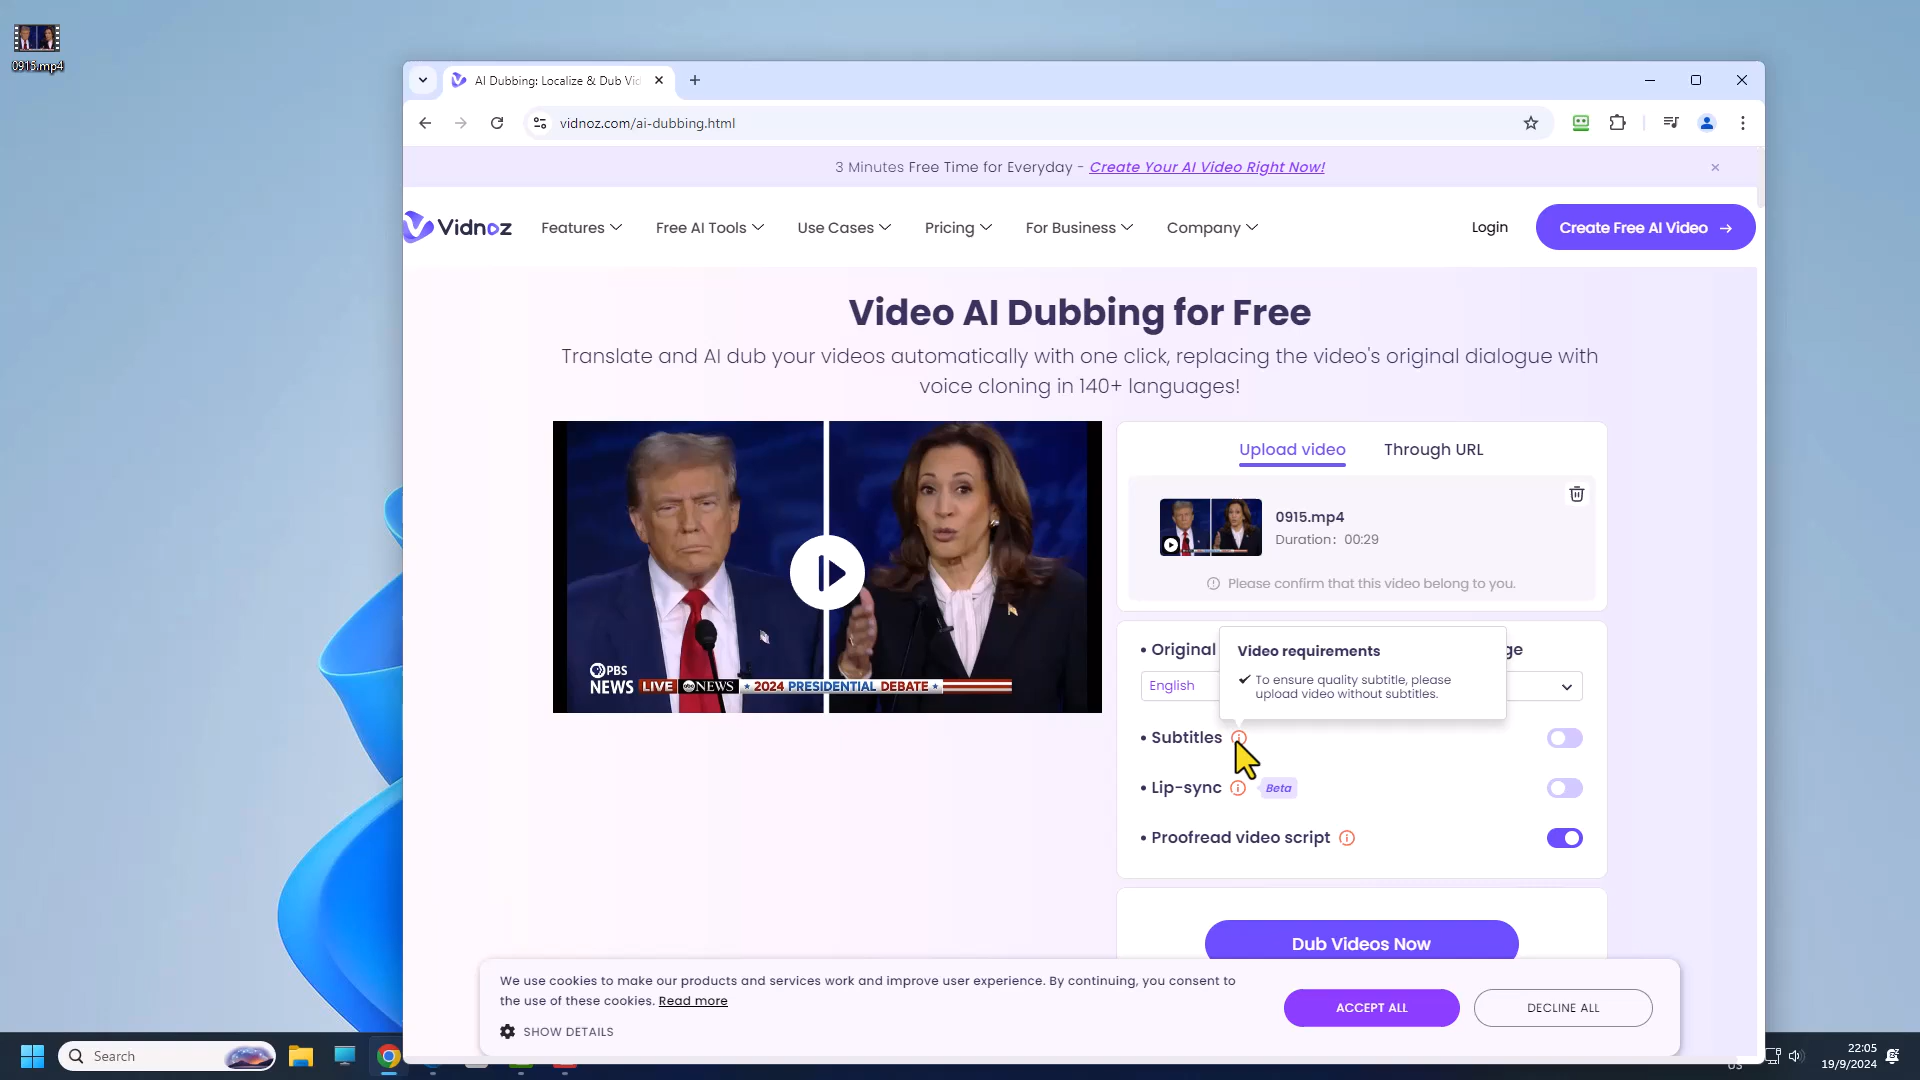 0915.mp4
AI Dubbing: Localize & Dub Vid
vidnoz.com/ai-dubbing.html
3 Minutes Free Time for Everyday - Create Your AI Video Right Now!
Vidnoz
Features
Free AI Tools
Use Cases
Pricing
For Business
Company
Login
Create Free AI Video →
Video AI Dubbing for Free
Translate and AI dub your videos automatically with one click, replacing the video's original dialogue with
voice cloning in 140+ languages!
PBS
NEWS LIVE abc NEWS ★ 2024 PRESIDENTIAL DEBATE ★
Upload video
Through URL
0915.mp4
Duration: 00:29
Please confirm that this video belong to you.
• Original
ge
Video requirements
✔ To ensure quality subtitle, please
upload video without subtitles.
English
• Subtitles
• Lip-sync
Beta
• Proofread video script
Dub Videos Now
We use cookies to make our products and services work and improve user experience. By continuing, you consent to
the use of these cookies. Read more
SHOW DETAILS
ACCEPT ALL
DECLINE ALL
Search
22:05
19/9/2024